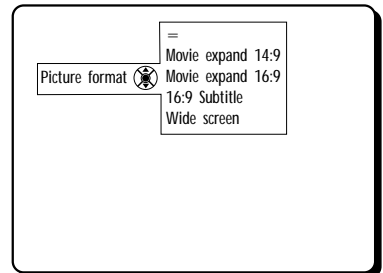 =
Movie expand 14:9
Picture format
Movie expand 16:9
16:9 Subtitle
Wide screen